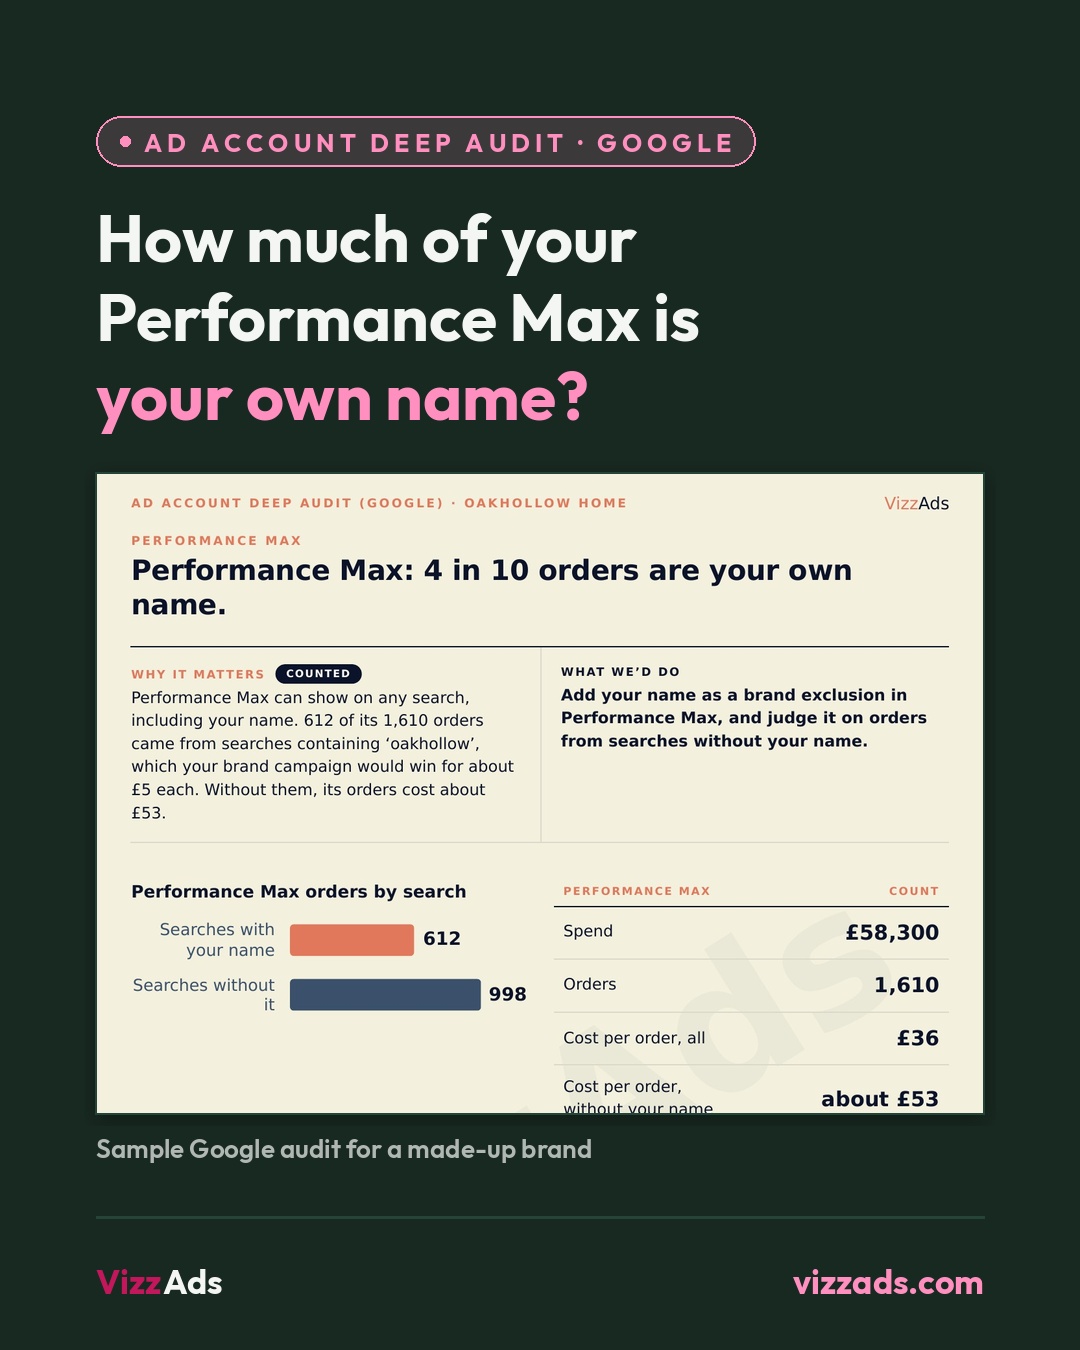 AD ACCOUNT DEEP AUDIT · GOOGLE
How much of your
Performance Max is
your own name?
AD ACCOUNT DEEP AUDIT (GOOGLE) · OAKHOLLOW HOME
VizzAds
PERFORMANCE MAX
Performance Max: 4 in 10 orders are your own
name.
WHY IT MATTERS COUNTED
Performance Max can show on any search,
including your name. 612 of its 1,610 orders
came from searches containing ‘oakhollow’,
which your brand campaign would win for about
£5 each. Without them, its orders cost about
£53.
WHAT WE’D DO
Add your name as a brand exclusion in
Performance Max, and judge it on orders
from searches without your name.
Performance Max orders by search
Searches with
your name
612
Searches without
it
998
PERFORMANCE MAX COUNT
Spend £58,300
Orders 1,610
Cost per order, all £36
Cost per order,
without your name
about £53
Ads
Sample Google audit for a made-up brand
VizzAds
vizzads.com